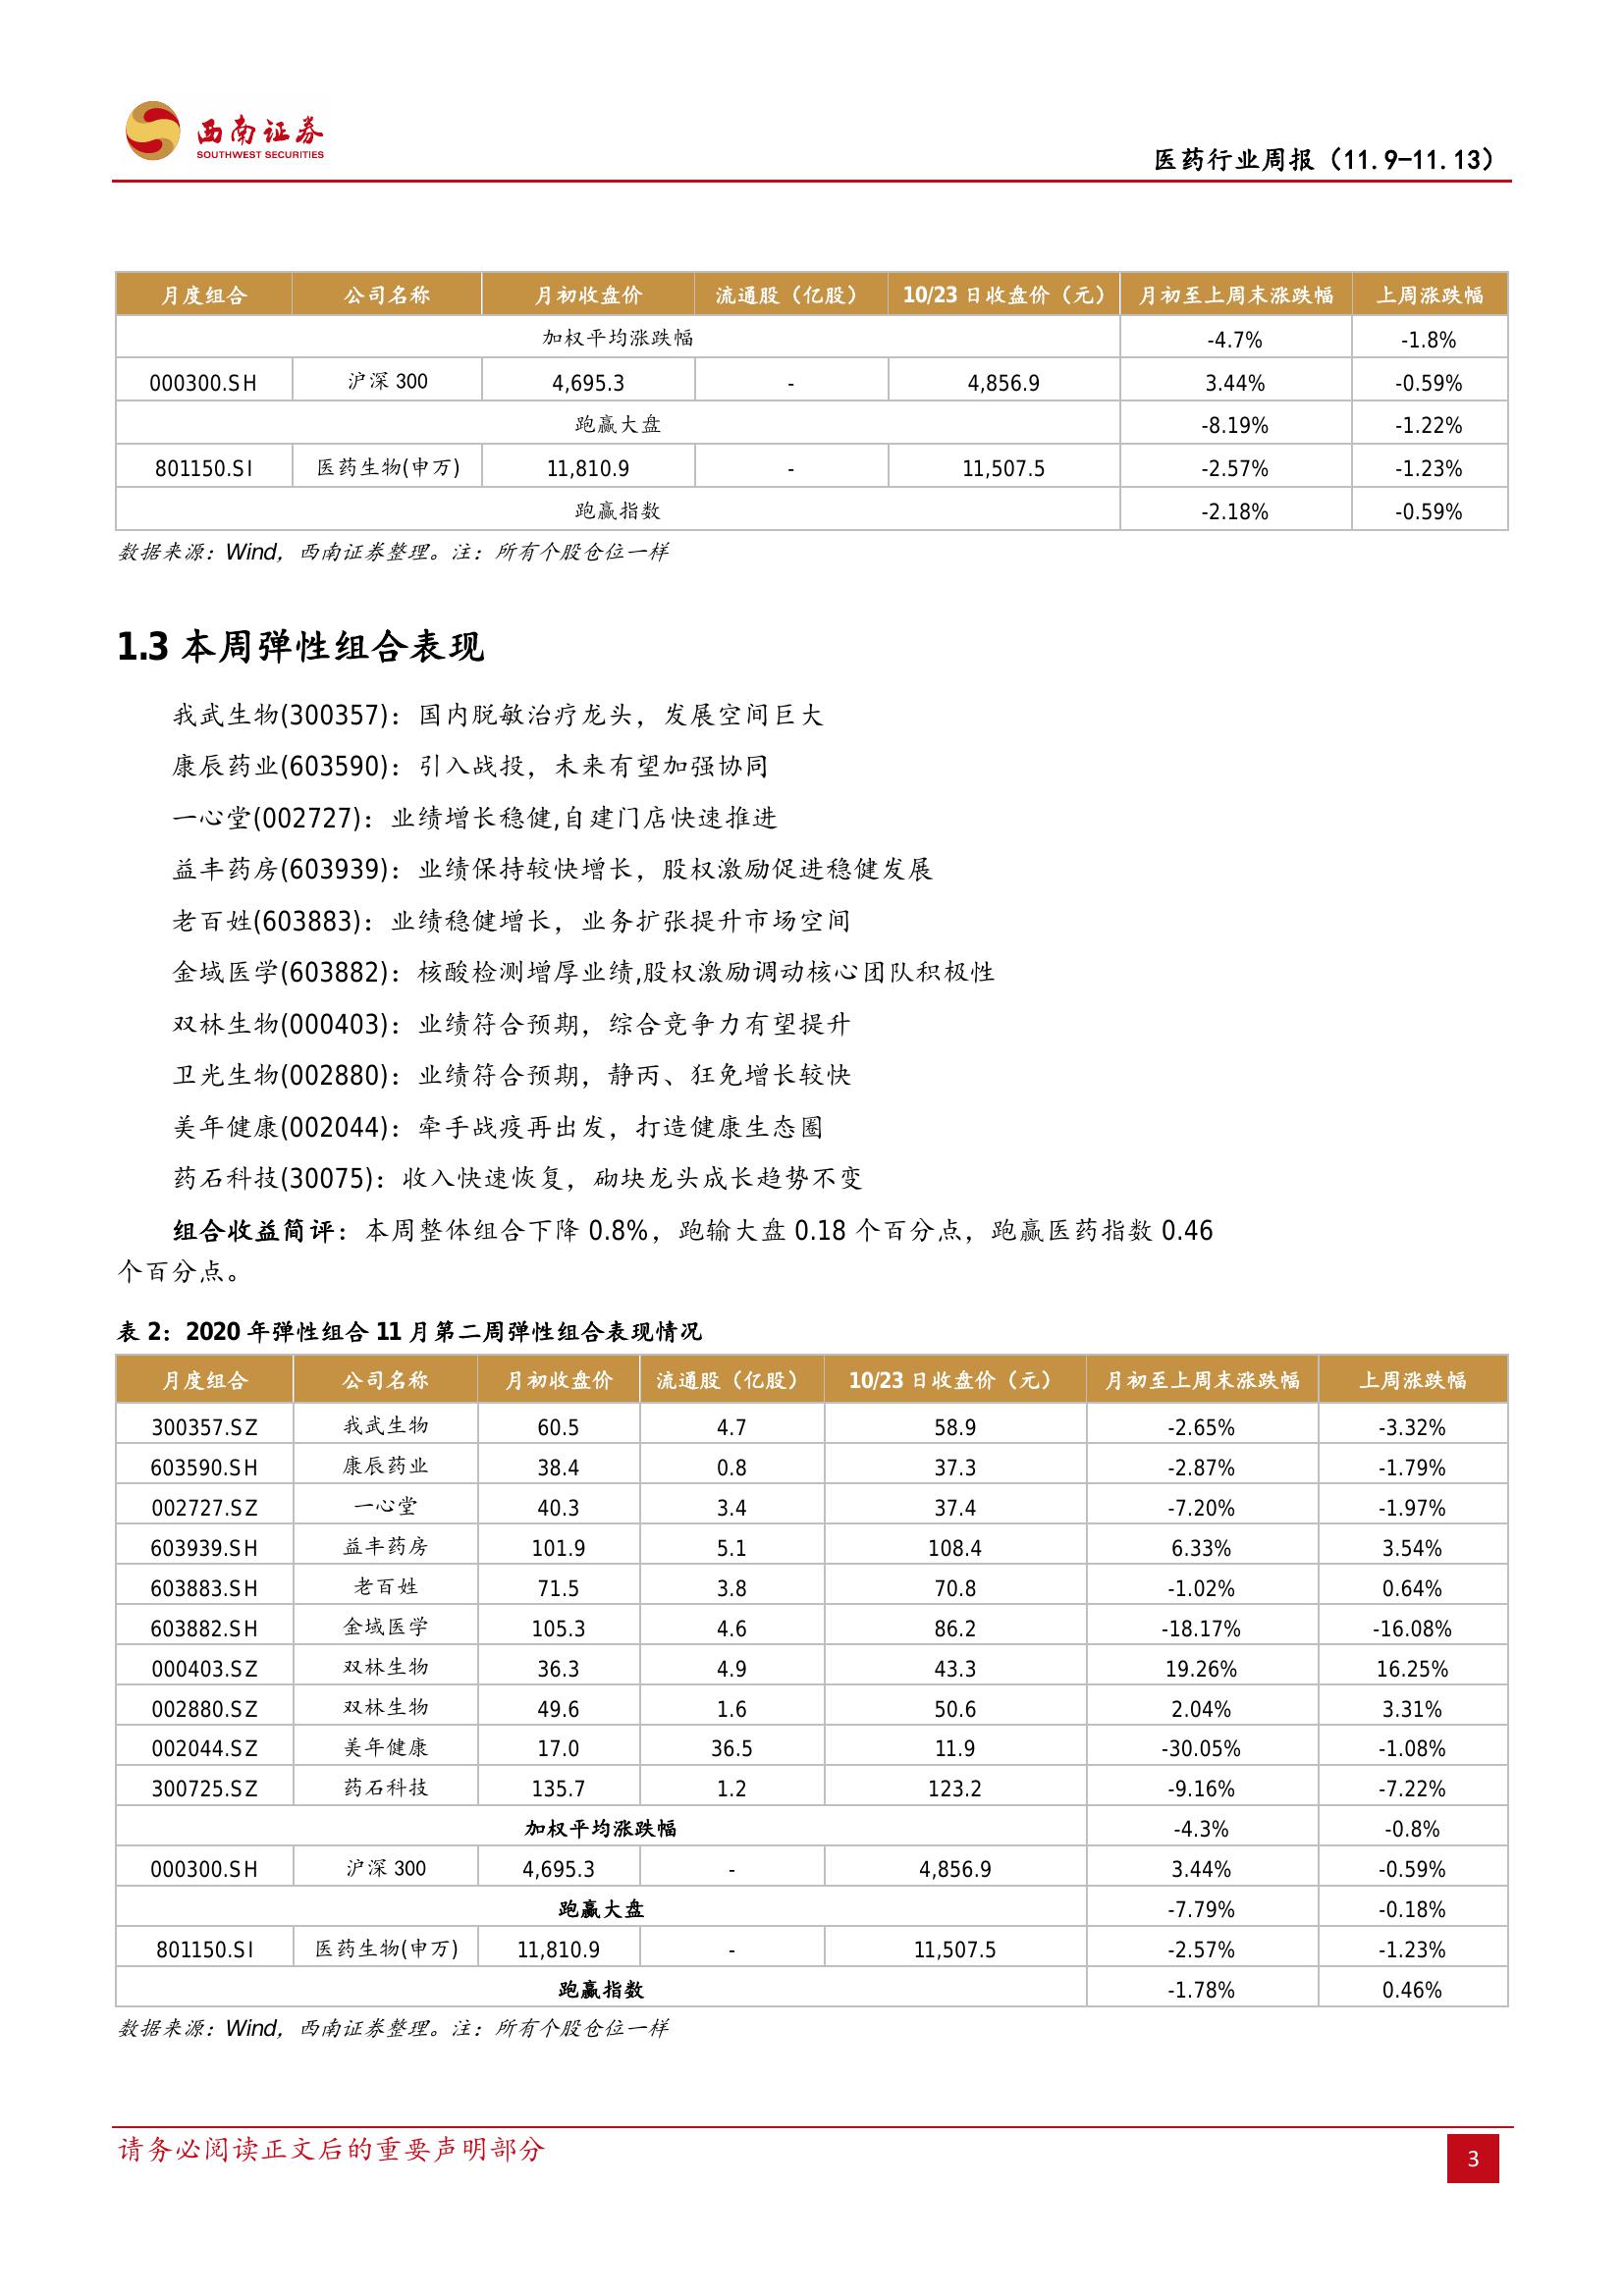 西南证券
SOUTHWEST SECURITIES
医药行业周报（11.9-11.13）
月度组合 公司名称 月初收盘价 流通股（亿股） 10/23 日收盘价（元） 月初至上周末涨跌幅 上周涨跌幅
加权平均涨跌幅 -4.7% -1.8%
000300.SH 沪深 300 4,695.3 - 4,856.9 3.44% -0.59%
跑赢大盘 -8.19% -1.22%
801150.SI 医药生物(申万) 11,810.9 - 11,507.5 -2.57% -1.23%
跑赢指数 -2.18% -0.59%
数据来源：Wind，西南证券整理。注：所有个股仓位一样
1.3 本周弹性组合表现
我武生物(300357)：国内脱敏治疗龙头，发展空间巨大
康辰药业(603590)：引入战投，未来有望加强协同
一心堂(002727)：业绩增长稳健,自建门店快速推进
益丰药房(603939)：业绩保持较快增长，股权激励促进稳健发展
老百姓(603883)：业绩稳健增长，业务扩张提升市场空间
金域医学(603882)：核酸检测增厚业绩,股权激励调动核心团队积极性
双林生物(000403)：业绩符合预期，综合竞争力有望提升
卫光生物(002880)：业绩符合预期，静丙、狂免增长较快
美年健康(002044)：牵手战疫再出发，打造健康生态圈
药石科技(30075)：收入快速恢复，砌块龙头成长趋势不变
组合收益简评：本周整体组合下降 0.8%，跑输大盘 0.18 个百分点，跑赢医药指数 0.46
个百分点。
表 2：2020 年弹性组合 11 月第二周弹性组合表现情况
月度组合 公司名称 月初收盘价 流通股（亿股） 10/23 日收盘价（元） 月初至上周末涨跌幅 上周涨跌幅
300357.SZ 我武生物 60.5 4.7 58.9 -2.65% -3.32%
603590.SH 康辰药业 38.4 0.8 37.3 -2.87% -1.79%
002727.SZ 一心堂 40.3 3.4 37.4 -7.20% -1.97%
603939.SH 益丰药房 101.9 5.1 108.4 6.33% 3.54%
603883.SH 老百姓 71.5 3.8 70.8 -1.02% 0.64%
603882.SH 金域医学 105.3 4.6 86.2 -18.17% -16.08%
000403.SZ 双林生物 36.3 4.9 43.3 19.26% 16.25%
002880.SZ 双林生物 49.6 1.6 50.6 2.04% 3.31%
002044.SZ 美年健康 17.0 36.5 11.9 -30.05% -1.08%
300725.SZ 药石科技 135.7 1.2 123.2 -9.16% -7.22%
加权平均涨跌幅 -4.3% -0.8%
000300.SH 沪深 300 4,695.3 - 4,856.9 3.44% -0.59%
跑赢大盘 -7.79% -0.18%
801150.SI 医药生物(申万) 11,810.9 - 11,507.5 -2.57% -1.23%
跑赢指数 -1.78% 0.46%
数据来源：Wind，西南证券整理。注：所有个股仓位一样
请务必阅读正文后的重要声明部分
3